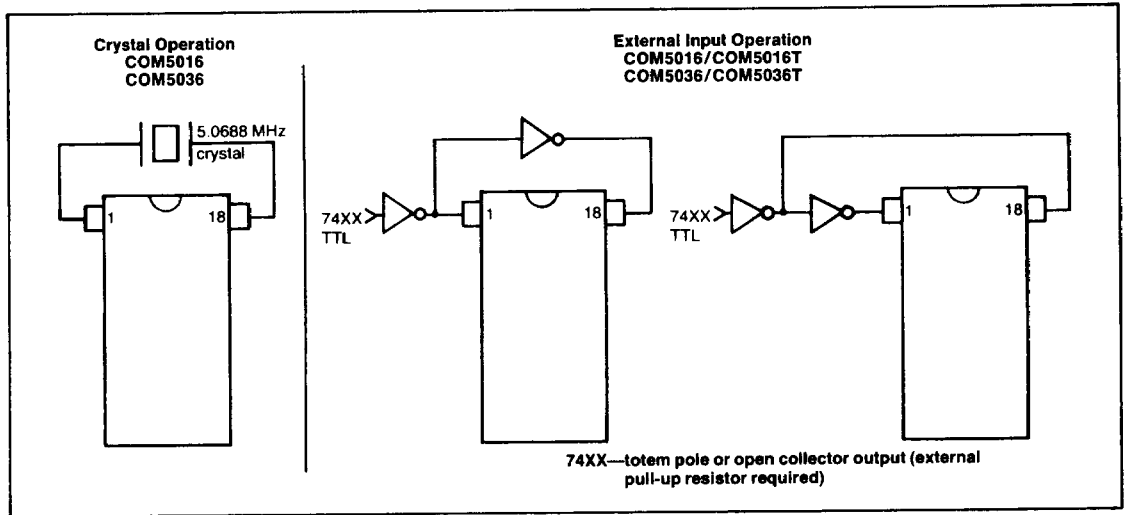 Crystal Operation
COM5016
COM5036
5.0688 MHz
crystal
1
18
External Input Operation
COM5016/COM5016T
COM5036/COM5036T
74XX
TTL
1
18
74XX
TTL
1
18
74XX—totem pole or open collector output (external
pull-up resistor required)